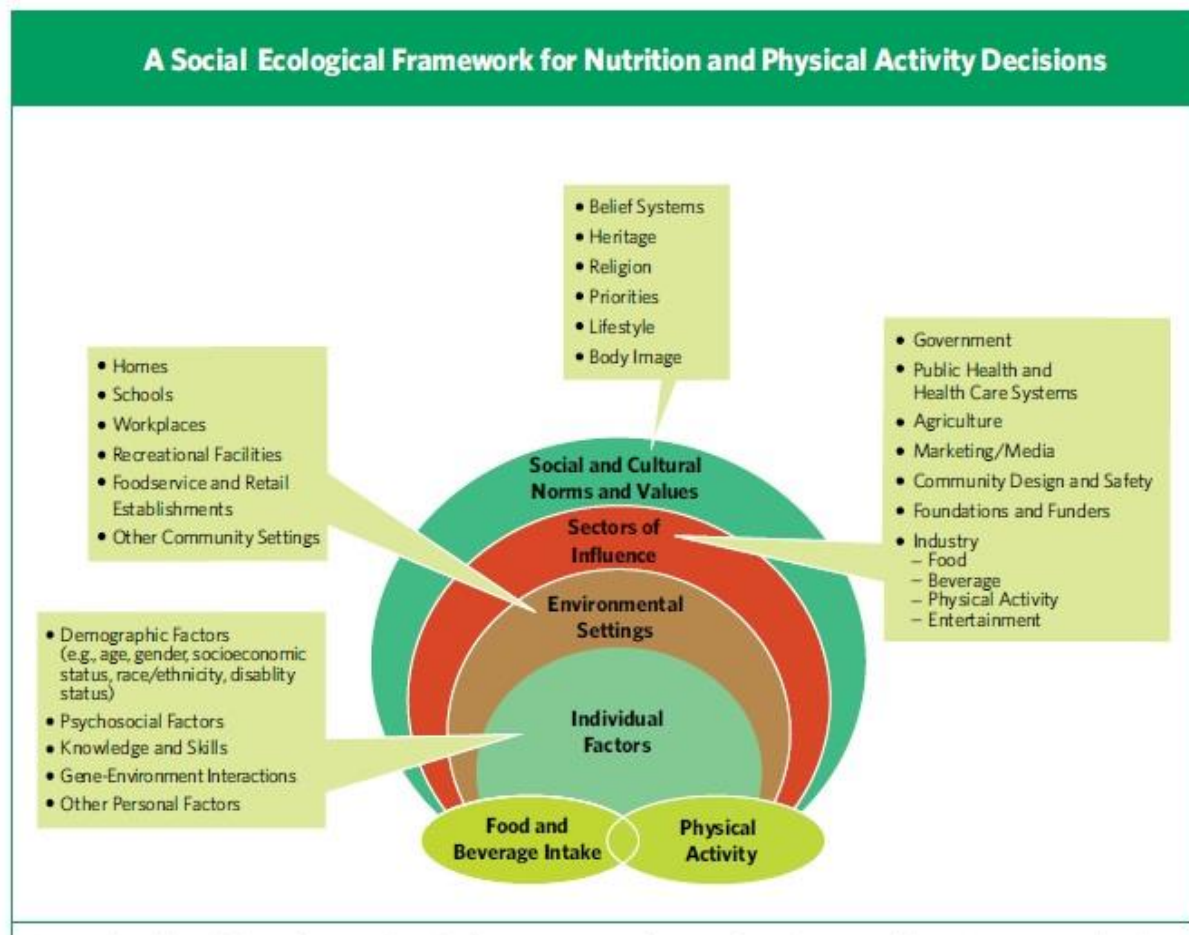 A Social Ecological Framework for Nutrition and Physical Activity Decisions
• Belief Systems
• Heritage
• Religion
• Priorities
• Lifestyle
• Body Image
• Homes
• Schools
• Workplaces
• Recreational Facilities
• Foodservice and Retail
Establishments
• Other Community Settings
• Government
• Public Health and
Health Care Systems
• Agriculture
• Marketing/Media
• Community Design and Safety
• Foundations and Funders
• Industry
– Food
– Beverage
– Physical Activity
– Entertainment
• Demographic Factors
(e.g., age, gender, socioeconomic
status, race/ethnicity, disablity
status)
• Psychosocial Factors
• Knowledge and Skills
• Gene-Environment Interactions
• Other Personal Factors
Social and Cultural
Norms and Values
Sectors of
Influence
Environmental
Settings
Individual
Factors
Food and
Beverage Intake
Physical
Activity